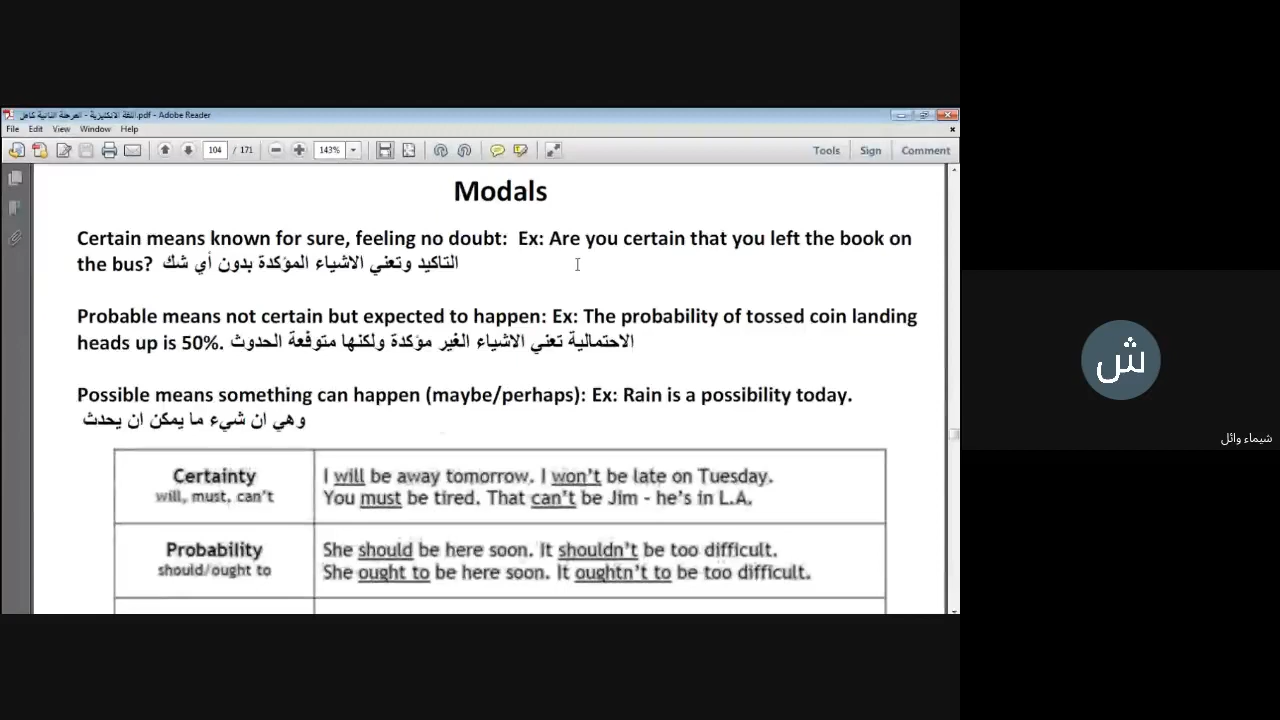 اللغة الانكليزية - المرحلة الثانية كامل.pdf - Adobe Reader
File Edit View Window Help
104 / 171 143% Tools Sign Comment
Modals
Certain means known for sure, feeling no doubt: Ex: Are you certain that you left the book on
the bus? التاكيد وتعني الاشياء المؤكدة بدون أي شك
Probable means not certain but expected to happen: Ex: The probability of tossed coin landing
heads up is 50%. الاحتمالية تعني الاشياء الغير مؤكدة ولكنها متوقعة الحدوث
Possible means something can happen (maybe/perhaps): Ex: Rain is a possibility today.
وهي ان شيء ما يمكن ان يحدث
Certainty
will, must, can't
I will be away tomorrow. I won't be late on Tuesday.
You must be tired. That can't be Jim - he's in L.A.
Probability
should/ought to
She should be here soon. It shouldn't be too difficult.
She ought to be here soon. It oughtn't to be too difficult.
ش
شيماء وائل